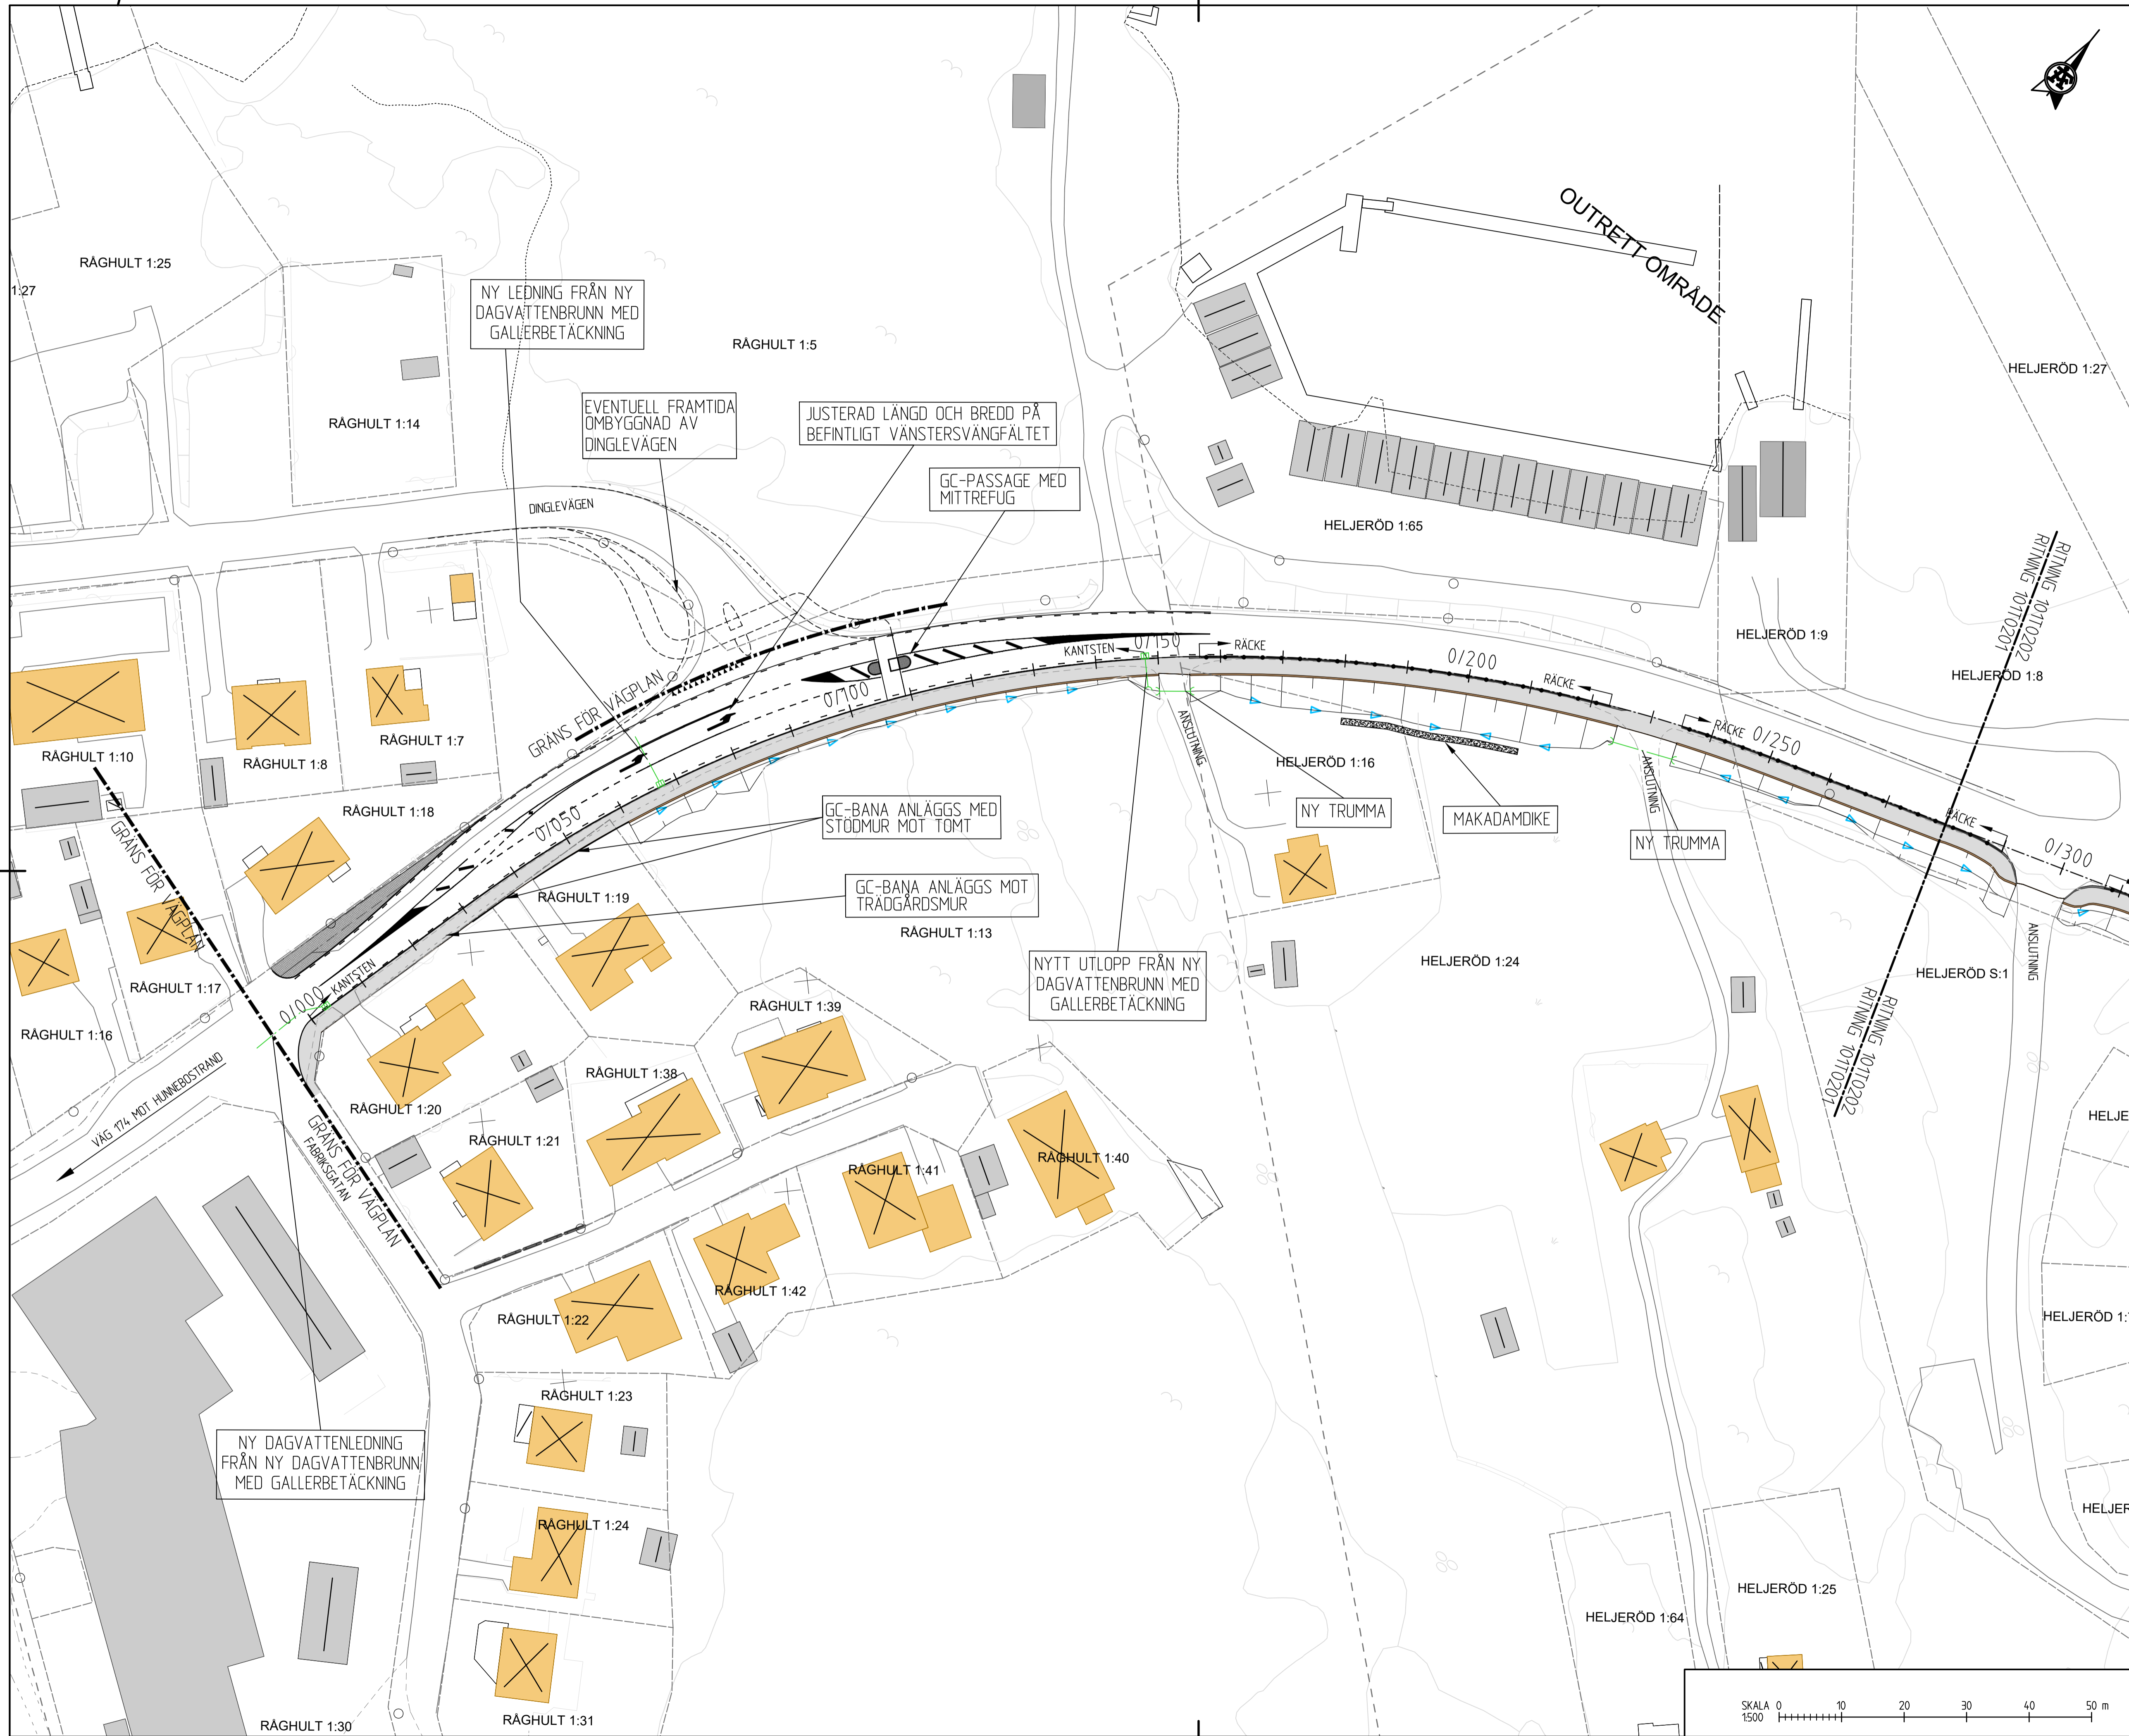 RÅGHULT 1:25
1:27
NY LEDNING FRÅN NY
DAGVATTENBRUNN MED
GALLERBETÄCKNING
RÅGHULT 1:5
OUTRETT OMRÅDE
HELJERÖD 1:27
RÅGHULT 1:14
EVENTUELL FRAMTIDA
OMBYGGNAD AV
DINGLEVÄGEN
JUSTERAD LÄNGD OCH BREDD PÅ
BEFINTLIGT VÄNSTERSVÄNGFÄLTET
GC-PASSAGE MED
MITTREFUG
DINGLEVÄGEN
HELJERÖD 1:65
RITNING 101T0202
RITNING 101T0201
HELJERÖD 1:9
HELJERÖD 1:8
KANTSTEN
0/150
RÄCKE
0/200
RÄCKE
RÄCKE
0/250
RÄCKE
0/300
GRÄNS FÖR VÄGPLAN
0/100
0/050
ANSLUTNING
ANSLUTNING
ANSLUTNING
RÅGHULT 1:10
RÅGHULT 1:8
RÅGHULT 1:7
RÅGHULT 1:18
GRÄNS FÖR VÄGPLAN
HELJERÖD 1:16
NY TRUMMA
MAKADAMDIKE
NY TRUMMA
GC-BANA ANLÄGGS MED
STÖDMUR MOT TOMT
GC-BANA ANLÄGGS MOT
TRÄDGÅRDSMUR
RÅGHULT 1:19
RÅGHULT 1:13
NYTT UTLOPP FRÅN NY
DAGVATTENBRUNN MED
GALLERBETÄCKNING
HELJERÖD 1:24
HELJERÖD S:1
RITNING 101T0202
RITNING 101T0201
RÅGHULT 1:17
RÅGHULT 1:16
0/000
KANTSTEN
VÄG 174 MOT HUNNEBOSTRAND
RÅGHULT 1:39
RÅGHULT 1:38
RÅGHULT 1:20
RÅGHULT 1:21
GRÄNS FÖR VÄGPLAN
FABRIKSGATAN
RÅGHULT 1:41
RÅGHULT 1:40
HELJE
RÅGHULT 1:42
RÅGHULT 1:22
HELJERÖD 1:
RÅGHULT 1:23
NY DAGVATTENLEDNING
FRÅN NY DAGVATTENBRUNN
MED GALLERBETÄCKNING
RÅGHULT 1:24
HELJER
HELJERÖD 1:25
HELJERÖD 1:64
RÅGHULT 1:30
RÅGHULT 1:31
SKALA 0 10 20 30 40 50 m
1:500